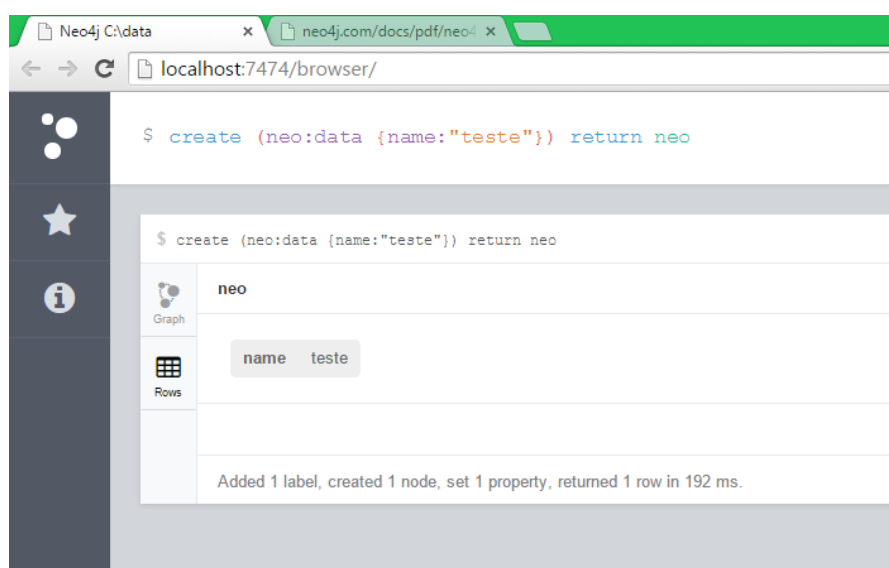 Neo4j C:\data
neo4j.com/docs/pdf/neo4
localhost:7474/browser/
$ create (neo:data {name:"teste"}) return neo
$ create (neo:data {name:"teste"}) return neo
neo
Graph
name teste
Rows
Added 1 label, created 1 node, set 1 property, returned 1 row in 192 ms.